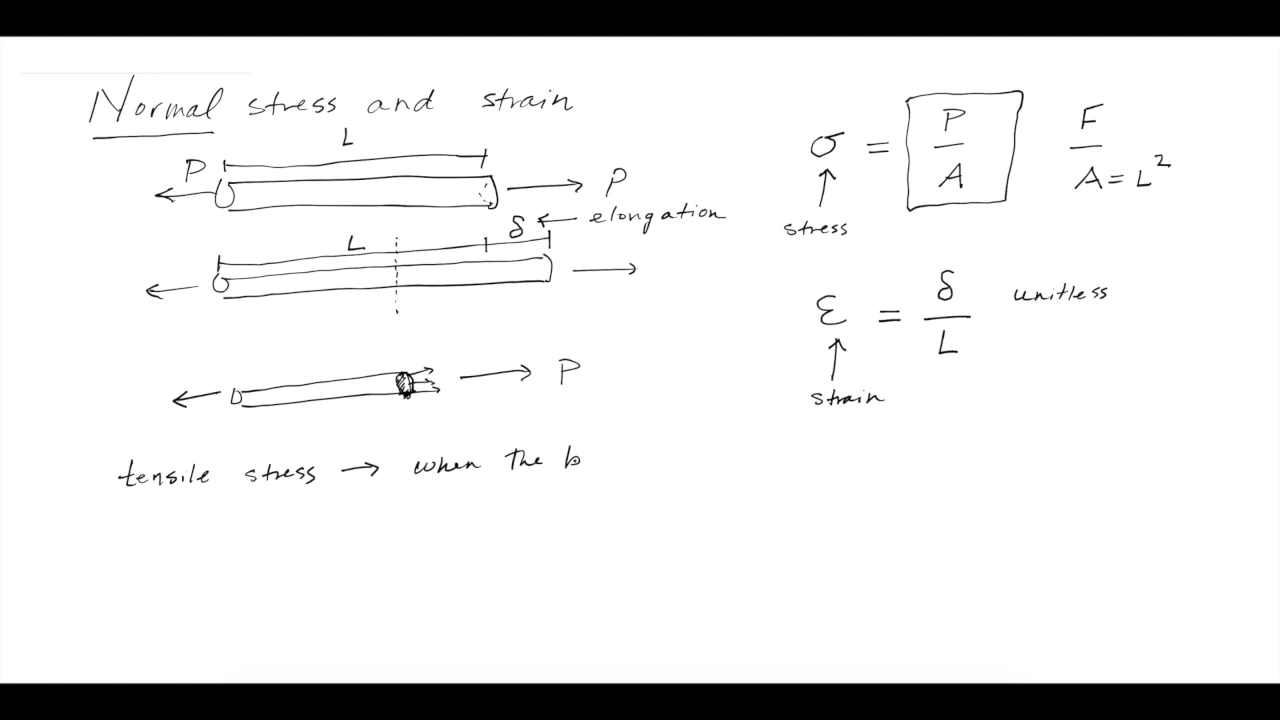 Normal stress and strain
L
P
P
δ ← elongation
L
P
tensile stress → when the b
σ = P/A
F/A = L²
stress
ε = δ/L unitless
strain